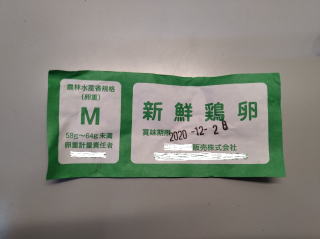 農林水産省規格
(卵重)
M
58g～64g未満
卵重計量責任者
新鮮鶏卵
賞味期限
2020-12-28
販売株式会社